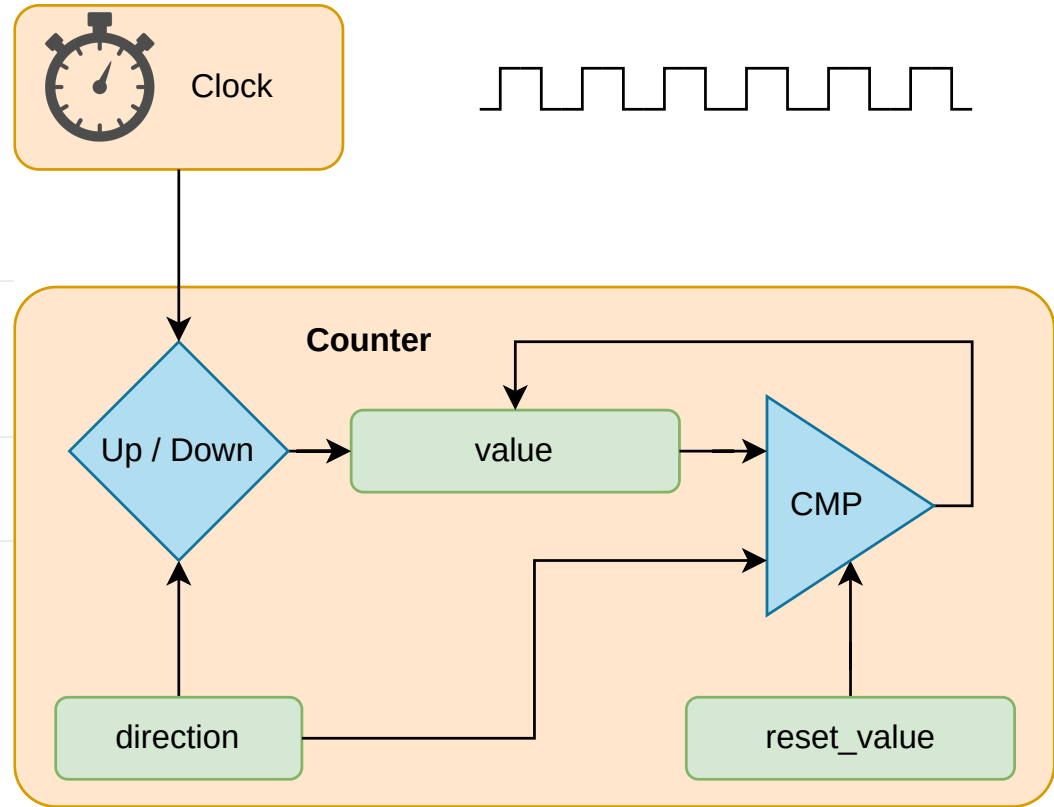 Clock
Counter
Up / Down
value
CMP
direction
reset_value